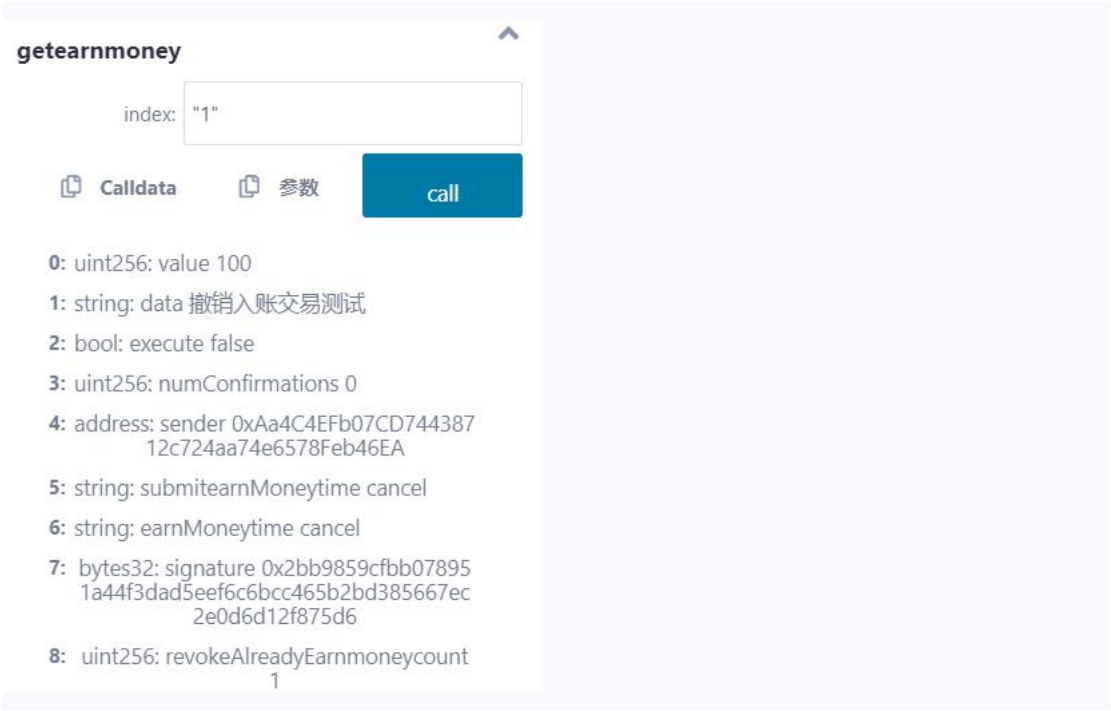 getearnmoney
index: "1"
Calldata 参数 call
0: uint256: value 100
1: string: data 撤销入账交易测试
2: bool: execute false
3: uint256: numConfirmations 0
4: address: sender 0xAa4C4EFb07CD744387
12c724aa74e6578Feb46EA
5: string: submitearnMoneytime cancel
6: string: earnMoneytime cancel
7: bytes32: signature 0x2bb9859cfbb07895
1a44f3dad5eef6c6bcc465b2bd385667ec
2e0d6d12f875d6
8: uint256: revokeAlreadyEarnmoneycount
1